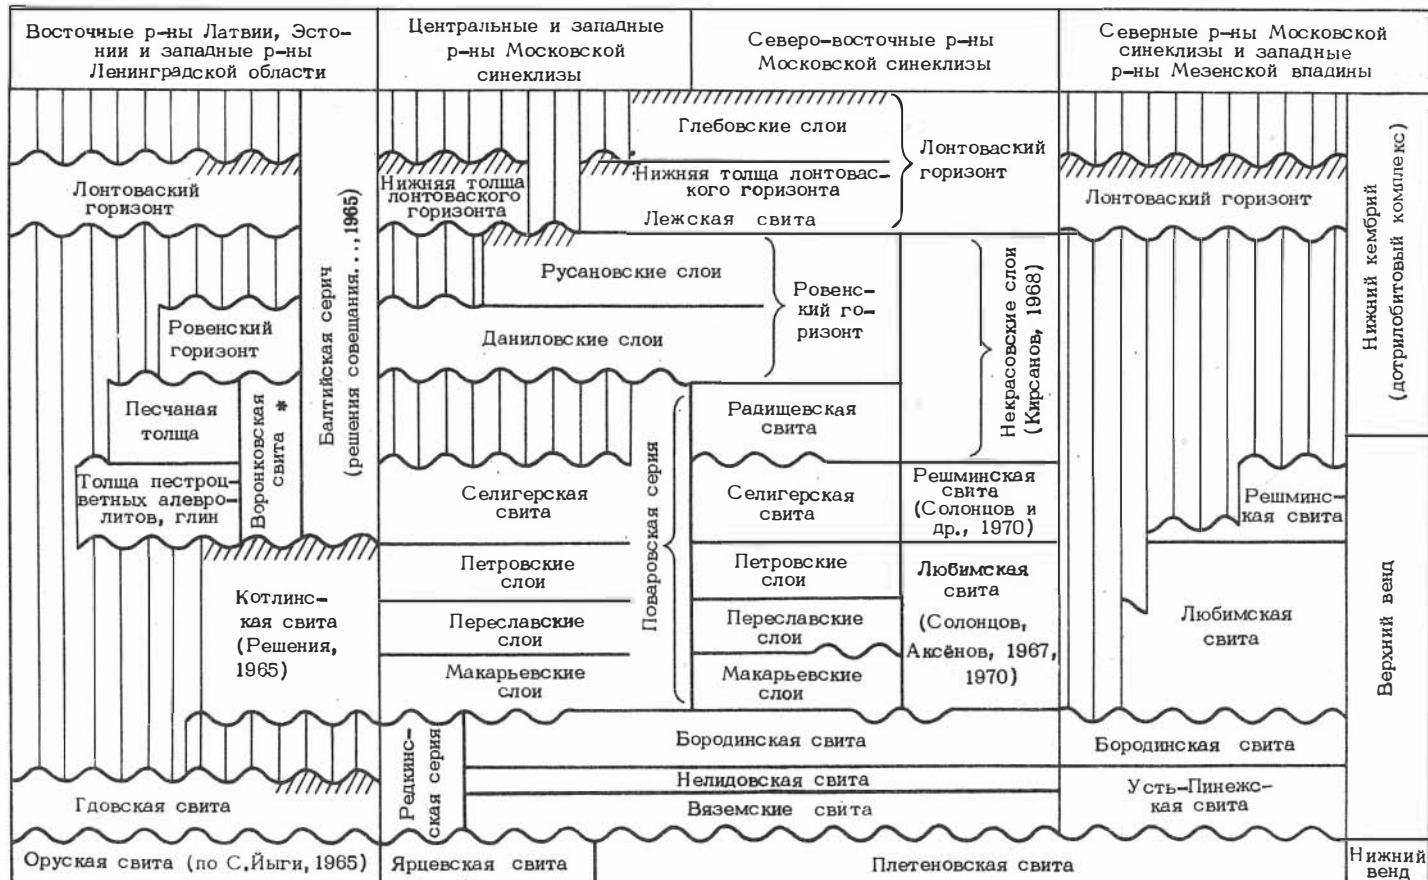 Восточные р-ны Латвии, Эсто-
нии и западные р-ны
Ленинградской области
Центральные и западные
р-ны Московской
синеклизы
Северо-восточные р-ны
Московской синеклизы
Северные р-ны Московской
синеклизы и западные
р-ны Мезенской впадины
Лонтоваский
горизонт
Ровенский
горизонт
Песчаная
толща
Воронковская
свита *
Толща пестроц-
ветных алевро-
литов, глин
Балтийская серич
(решения совещания..., 1965)
Котлинс-
кая свита
(Решения,
1965)
Гдовская свита
Оруская свита (по С.Йыги, 1965)
Нижняя толща
лонтоваского
горизонта
Глебовские слои
Нижняя толща лонтовас-
кого горизонта
Лежская свита
Лонтоваский
горизонт
Русановские слои
Даниловские слои
Ровенс-
кий го-
ризонт
Некрасовские слои
(Кирсанов, 1968)
Поваровская серия
Селигерская
свита
Петровские
слои
Переславские
слои
Макарьевские
слои
Радищевская
свита
Селигерская
свита
Петровские
слои
Переславские
слои
Макарьевские
слои
Решминская
свита
(Солонцов и
др., 1970)
Любимская
свита
(Солонцов,
Аксёнов, 1967,
1970)
Редкинс-
ская серия
Бородинская свита
Нелидовская свита
Вяземские свита
Ярцевская свита
Плетеновская свита
Лонтоваский горизонт
Решминс-
кая свита
Любимская
свита
Бородинская свита
Усть-Пинежс-
кая свита
Нижний кембрий
(дотрилобитовый комплекс)
Верхний венд
Нижний
венд